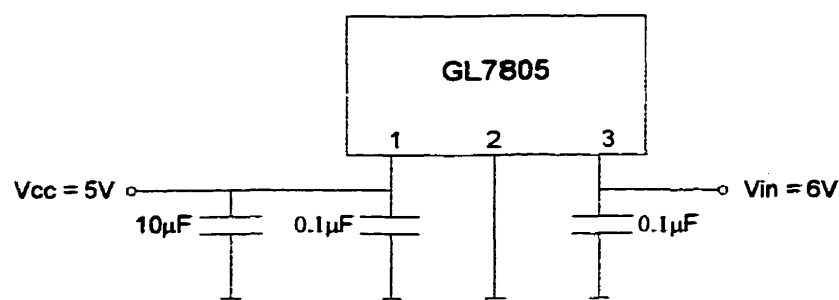 GL7805
1 2 3
Vcc = 5V
Vin = 6V
10µF
0.1µF
0.1µF